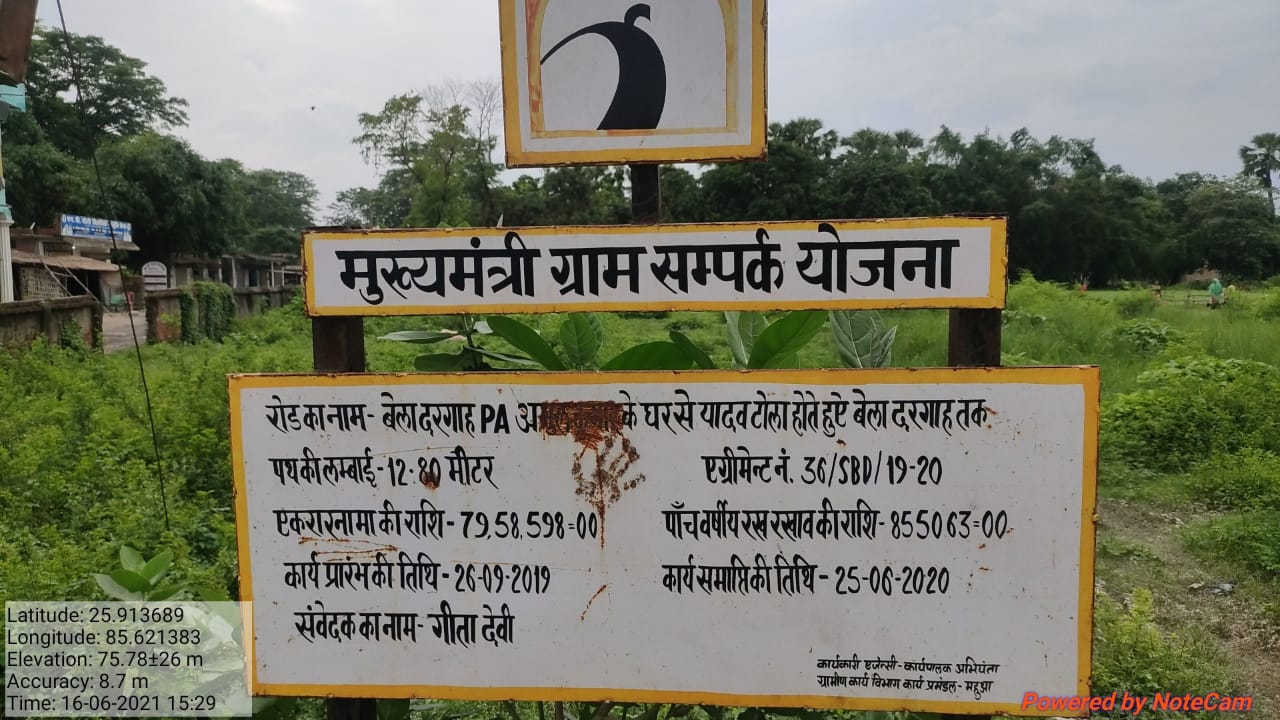 मुख्यमंत्री ग्राम सम्पर्क योजना
रोड का नाम- बेला दरगाह PA के घर से यादव टोला होते हुऐ बेला दरगाह तक
पथ की लम्बाई - 12.80 मीटर
एग्रीमेन्ट नं. 36/SBD/19-20
एकरारनामा की राशि - 79,58,598=00
पाँच वर्षीय रख रखाव की राशि- 855063=00
कार्य प्रारंभ की तिथि - 26-09-2019
कार्य समाप्ति की तिथि - 25-06-2020
संवेदक का नाम- गीता देवी
कार्यकारी एजेन्सी - कार्यपालक अभियंता
ग्रामीण कार्य विभाग कार्य प्रमंडल - महुआ
Latitude: 25.913689
Longitude: 85.621383
Elevation: 75.78±26 m
Accuracy: 8.7 m
Time: 16-06-2021 15:29
Powered by NoteCam